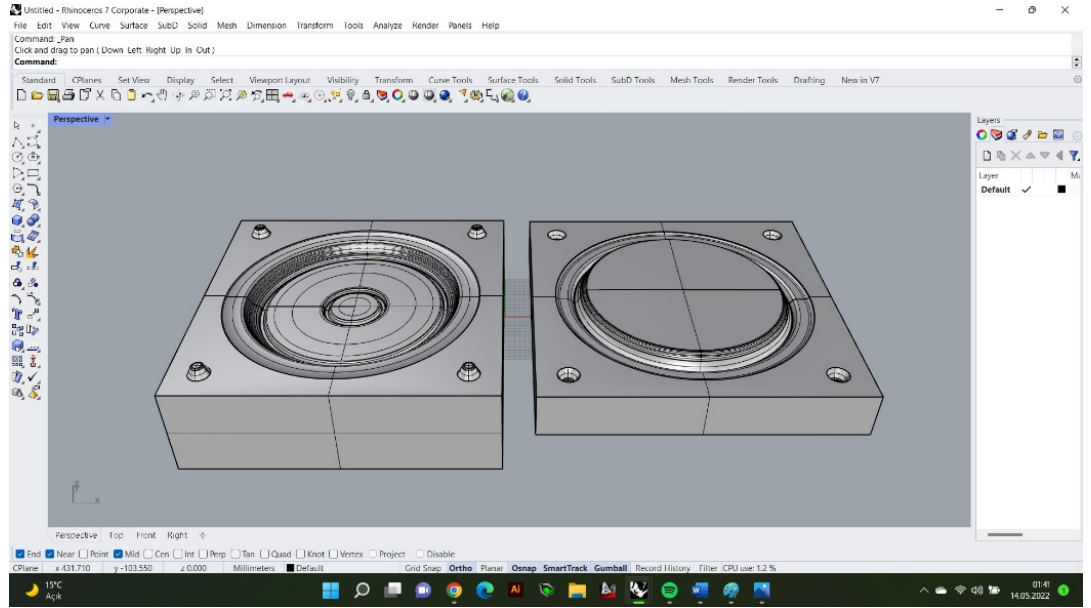 Untitled - Rhinoceros 7 Corporate - [Perspective]
File Edit View Curve Surface SubD Solid Mesh Dimension Transform Tools Analyze Render Panels Help
Command: _Pan
Click and drag to pan ( Down Left Right Up In Out )
Command:
Standard CPlanes Set View Display Select Viewport Layout Visibility Transform Curve Tools Surface Tools Solid Tools SubD Tools Mesh Tools Render Tools Drafting New in V7
Perspective
Layers
Layer
Default
x
Perspective Top Front Right
End Near Point Mid Cen Int Perp Tan Quad Knot Vertex Project Disable
CPlane x 431.710 y -103.550 z 0.000 Millimeters Default Grid Snap Ortho Planar Osnap SmartTrack Gumball Record History Filter CPU use: 1.2 %
15°C
Açık
Ai
01:41
14.05.2022
1